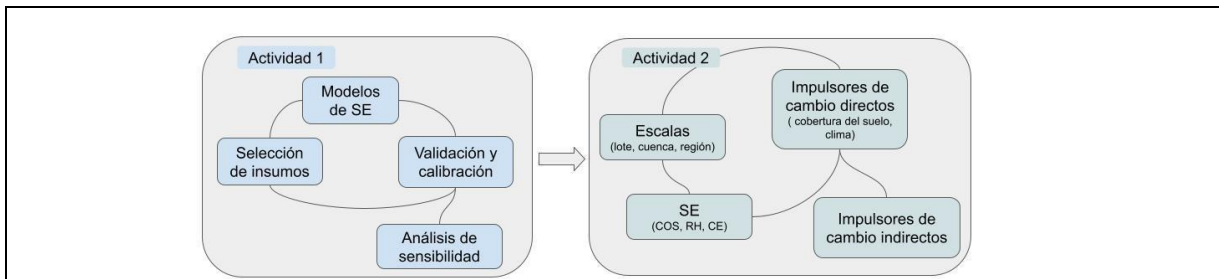 Actividad 1
Modelos
de SE
Selección
de insumos
Validación y
calibración
Análisis de
sensibilidad
Actividad 2
Impulsores de
cambio directos
( cobertura del suelo,
clima)
Escalas
(lote, cuenca, región)
SE
(COS, RH, CE)
Impulsores de
cambio indirectos